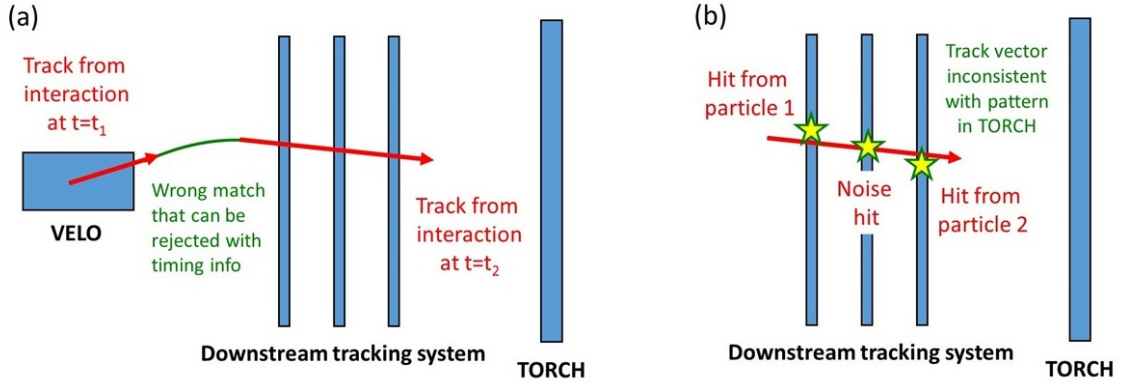 (a)
Track from
interaction
at t=t₁
VELO
Wrong match
that can be
rejected with
timing info
Track from
interaction
at t=t₂
Downstream tracking system
TORCH
(b)
Hit from
particle 1
Noise
hit
Track vector
inconsistent
with pattern
in TORCH
Hit from
particle 2
Downstream tracking system
TORCH